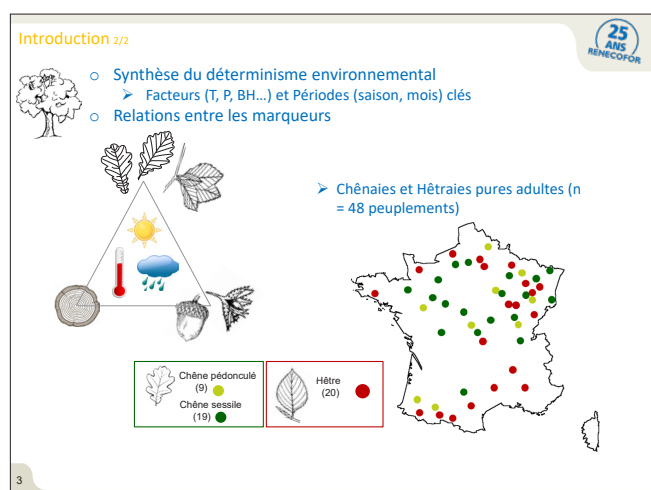 Introduction 2/2
25
ANS
RENECOFOR
o Synthèse du déterminisme environnemental
➢ Facteurs (T, P, BH…) et Périodes (saison, mois) clés
o Relations entre les marqueurs
➢ Chênaies et Hêtraies pures adultes (n
= 48 peuplements)
Chêne pédonculé
(9)
Chêne sessile
(19)
Hêtre
(20)
3